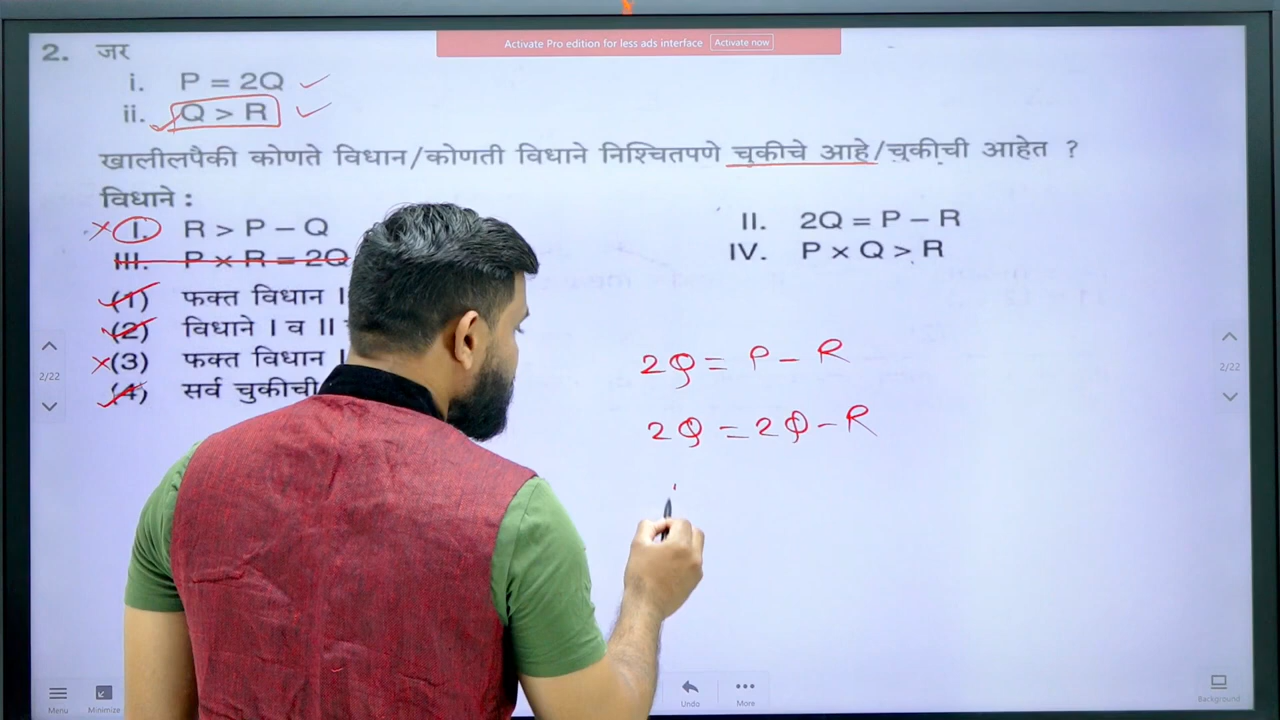 Activate Pro edition for less ads interface Activate now
2. जर
i. P = 2Q
ii. Q > R
खालीलपैकी कोणते विधान/कोणती विधाने निश्चितपणे चुकीचे आहे/चुकीची आहेत ?
विधाने :
I. R > P – Q
II. 2Q = P – R
III. P × R = 2Q
IV. P × Q > R
(1) फक्त विधान I
(2) विधाने I व II
(3) फक्त विधान
(4) सर्व चुकीची
2Q = P – R
2Q = 2Q – R
2/22
2/22
Menu
Minimize
Undo
More
Background